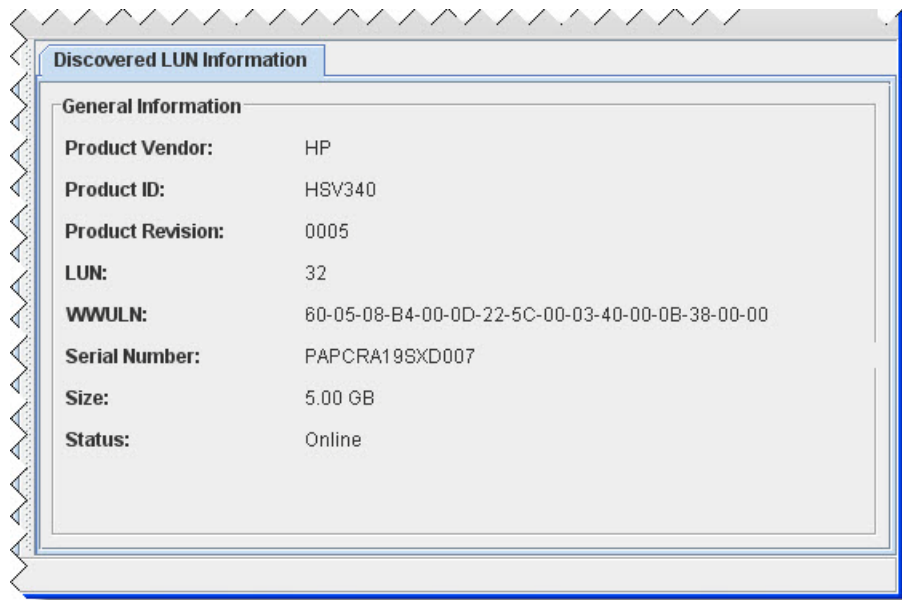 Discovered LUN Information
General Information
Product Vendor: HP
Product ID: HSV340
Product Revision: 0005
LUN: 32
WWULN: 60-05-08-B4-00-0D-22-5C-00-03-40-00-0B-38-00-00
Serial Number: PAPCRA19SXD007
Size: 5.00 GB
Status: Online